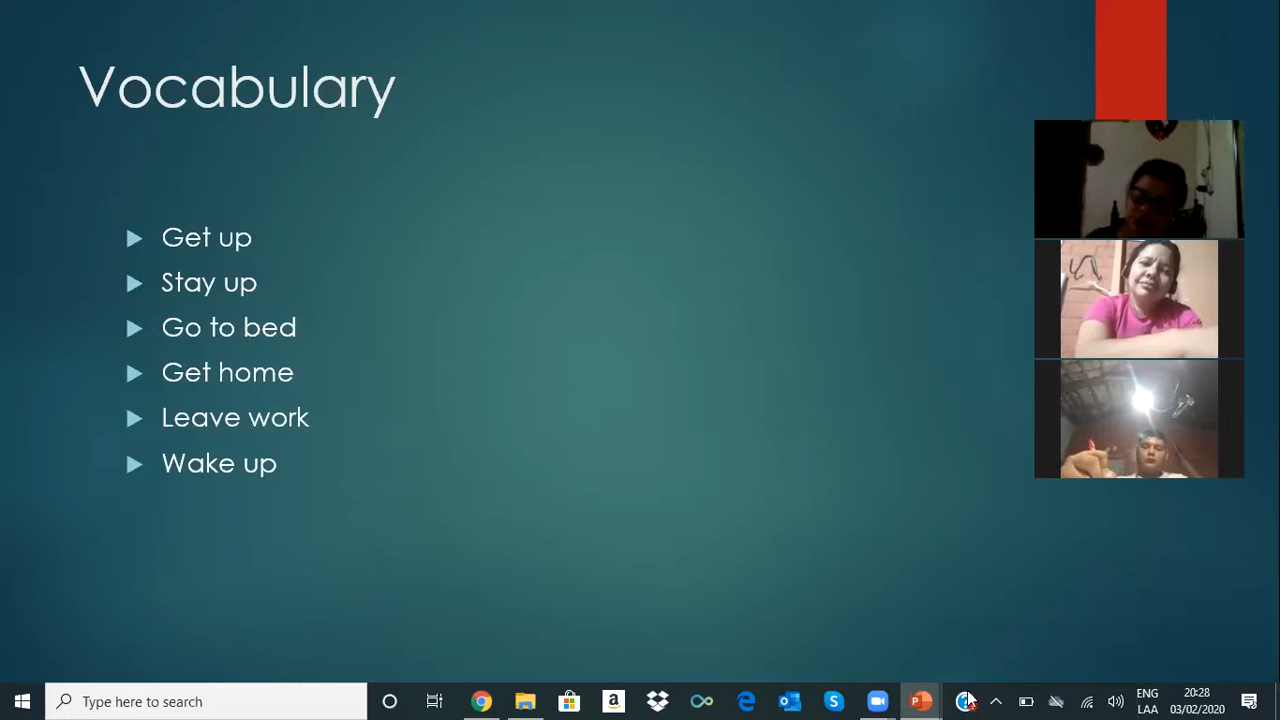 Vocabulary
Get up
Stay up
Go to bed
Get home
Leave work
Wake up
Type here to search
ENG
LAA
20:28
03/02/2020